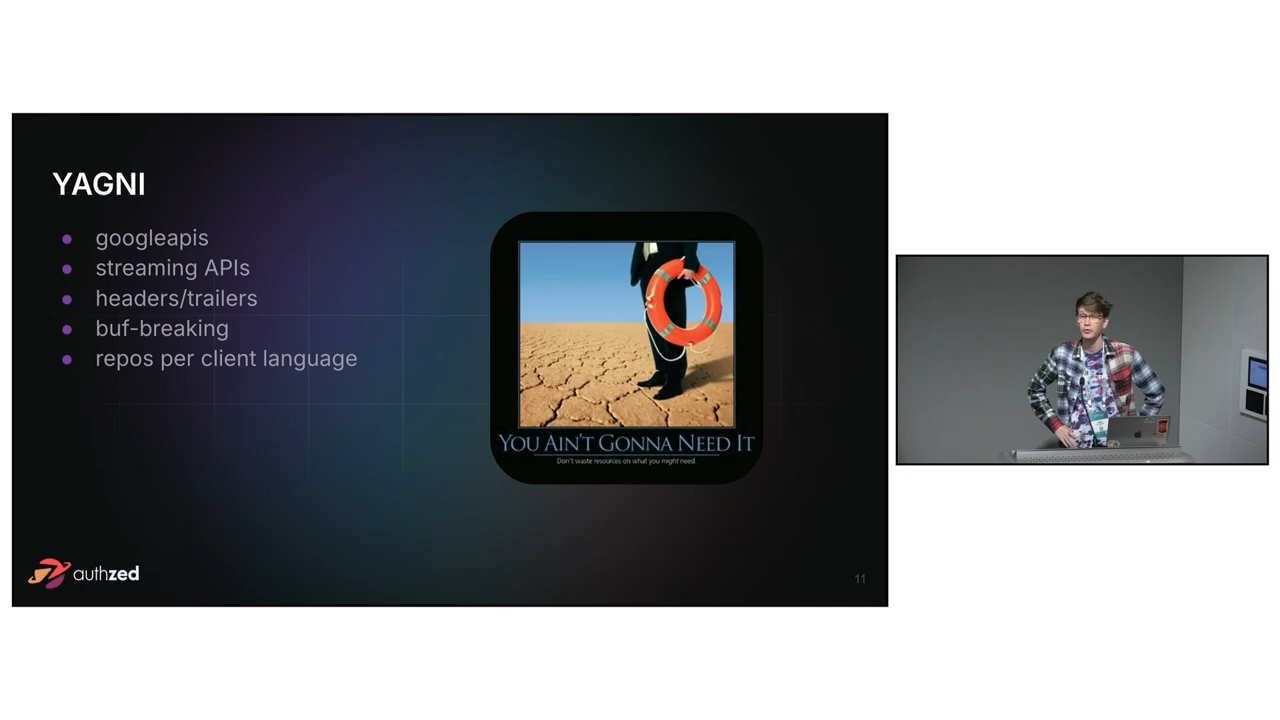 YAGNI
googleapis
streaming APIs
headers/trailers
buf-breaking
repos per client language
You Ain't Gonna Need It
Don't waste resources on what you might need.
authzed
11